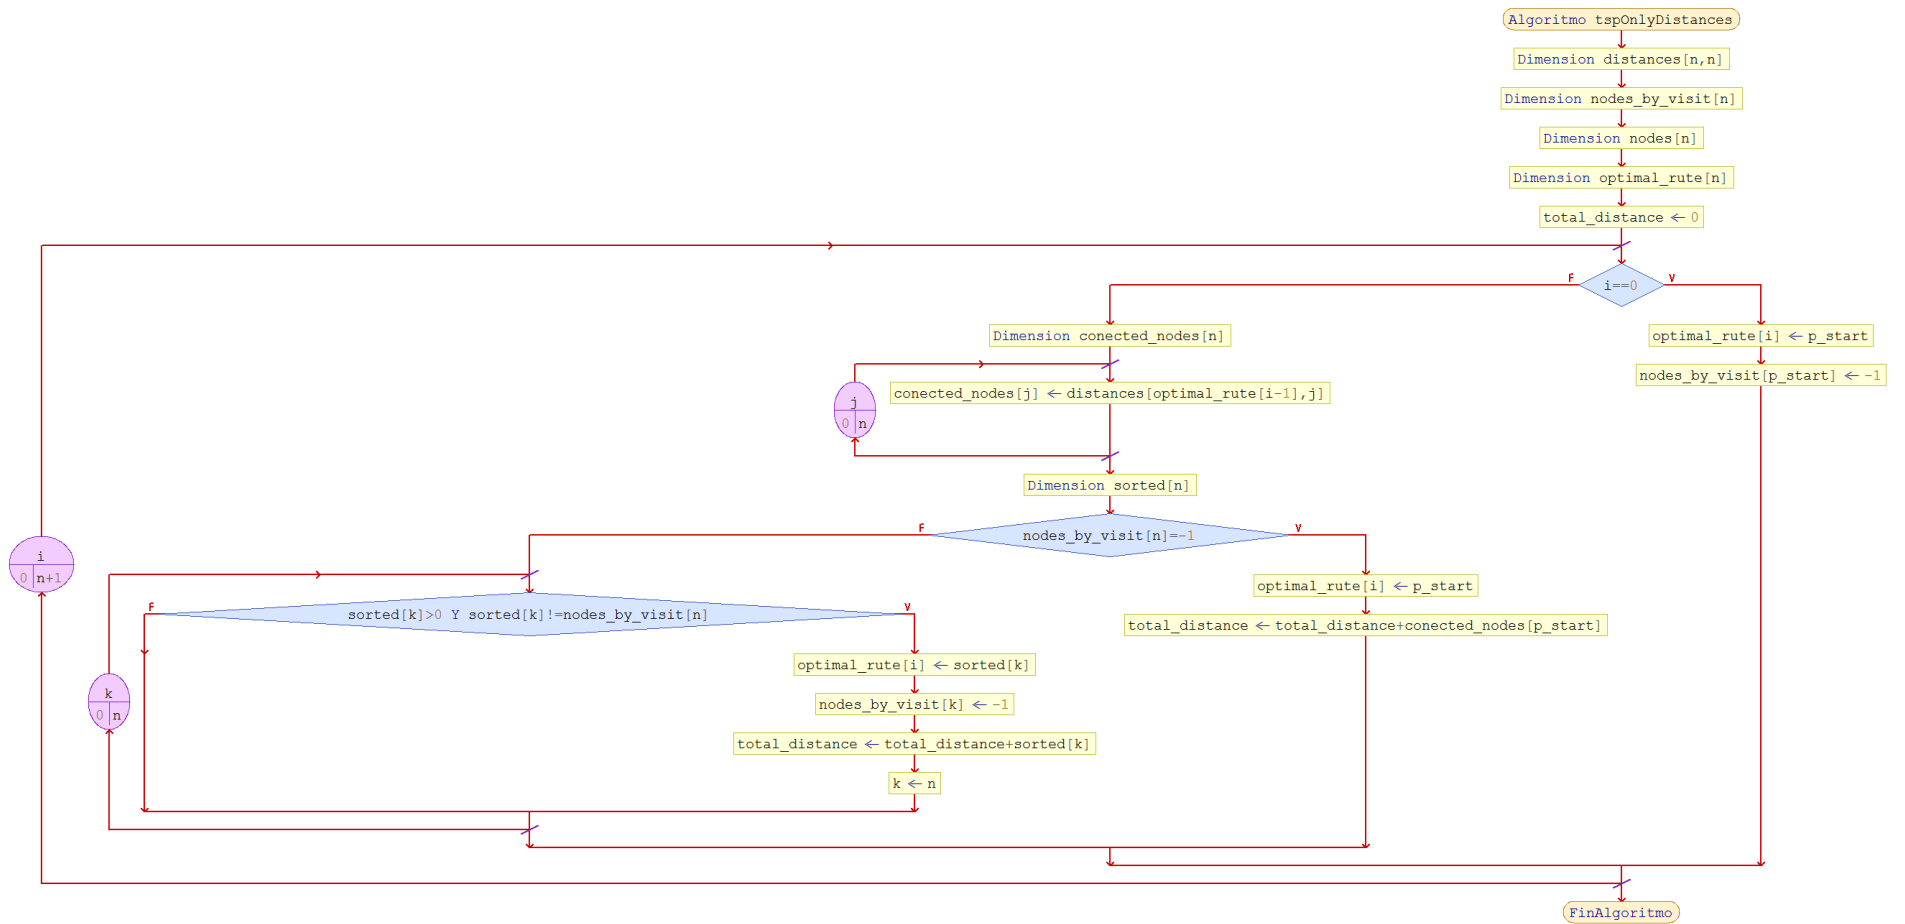 Algoritmo tspOnlyDistances
Dimension distances[n,n]
Dimension nodes_by_visit[n]
Dimension nodes[n]
Dimension optimal_rute[n]
total_distance ← 0
F
V
i==0
Dimension conected_nodes[n]
optimal_rute[i] ← p_start
nodes_by_visit[p_start] ← -1
j
0
n
conected_nodes[j] ← distances[optimal_rute[i-1],j]
Dimension sorted[n]
F
V
nodes_by_visit[n]=-1
i
0
n+1
optimal_rute[i] ← p_start
total_distance ← total_distance+conected_nodes[p_start]
F
V
sorted[k]>0 Y sorted[k]!=nodes_by_visit[n]
k
0
n
optimal_rute[i] ← sorted[k]
nodes_by_visit[k] ← -1
total_distance ← total_distance+sorted[k]
k ← n
FinAlgoritmo